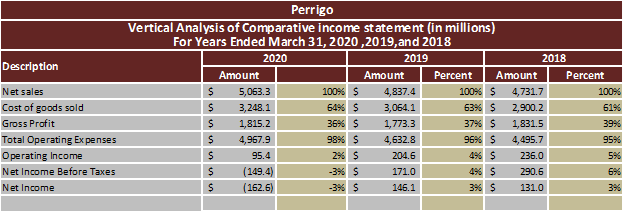 Perrigo
Vertical Analysis of Comparative income statement (in millions)
For Years Ended March 31, 2020 ,2019,and 2018
Description 2020 2019 2018
Amount Amount Percent Amount Percent
Net sales $ 5,063.3 100% $ 4,837.4 100% $ 4,731.7 100%
Cost of goods sold $ 3,248.1 64% $ 3,064.1 63% $ 2,900.2 61%
Gross Profit $ 1,815.2 36% $ 1,773.3 37% $ 1,831.5 39%
Total Operating Expenses $ 4,967.9 98% $ 4,632.8 96% $ 4,495.7 95%
Operating Income $ 95.4 2% $ 204.6 4% $ 236.0 5%
Net Income Before Taxes $ (149.4) -3% $ 171.0 4% $ 290.6 6%
Net Income $ (162.6) -3% $ 146.1 3% $ 131.0 3%